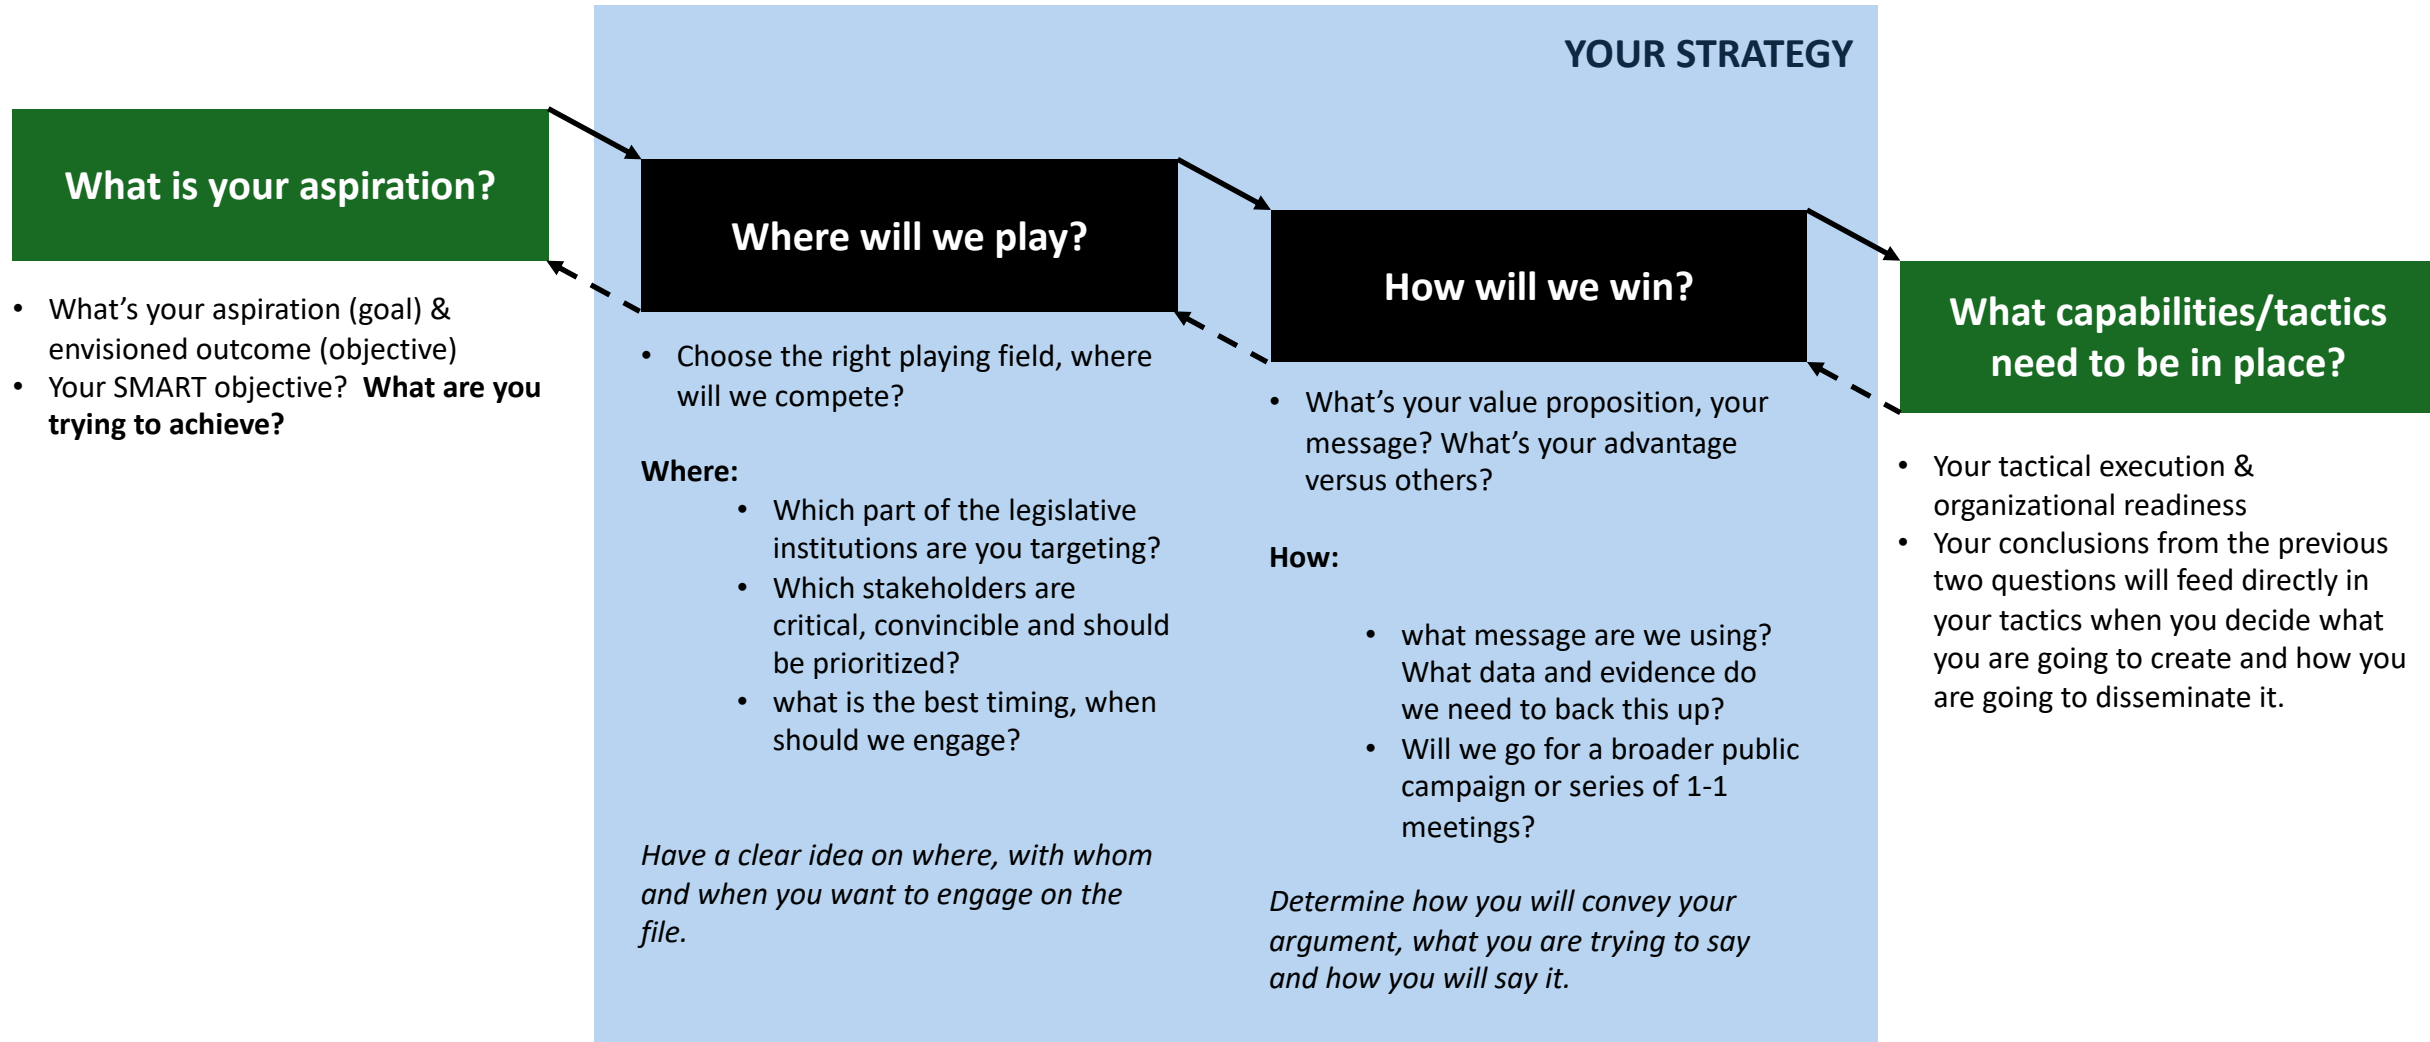 YOUR STRATEGY
What is your aspiration?
• What’s your aspiration (goal) &
envisioned outcome (objective)
• Your SMART objective?  What are you
trying to achieve?
Where will we play?
• Choose the right playing field, where
will we compete?
Where:
• Which part of the legislative
institutions are you targeting?
• Which stakeholders are
critical, convincible and should
be prioritized?
• what is the best timing, when
should we engage?
Have a clear idea on where, with whom
and when you want to engage on the
file.
How will we win?
• What’s your value proposition, your
message? What’s your advantage
versus others?
How:
• what message are we using?
What data and evidence do
we need to back this up?
• Will we go for a broader public
campaign or series of 1-1
meetings?
Determine how you will convey your
argument, what you are trying to say
and how you will say it.
What capabilities/tactics
need to be in place?
• Your tactical execution &
organizational readiness
• Your conclusions from the previous
two questions will feed directly in
your tactics when you decide what
you are going to create and how you
are going to disseminate it.